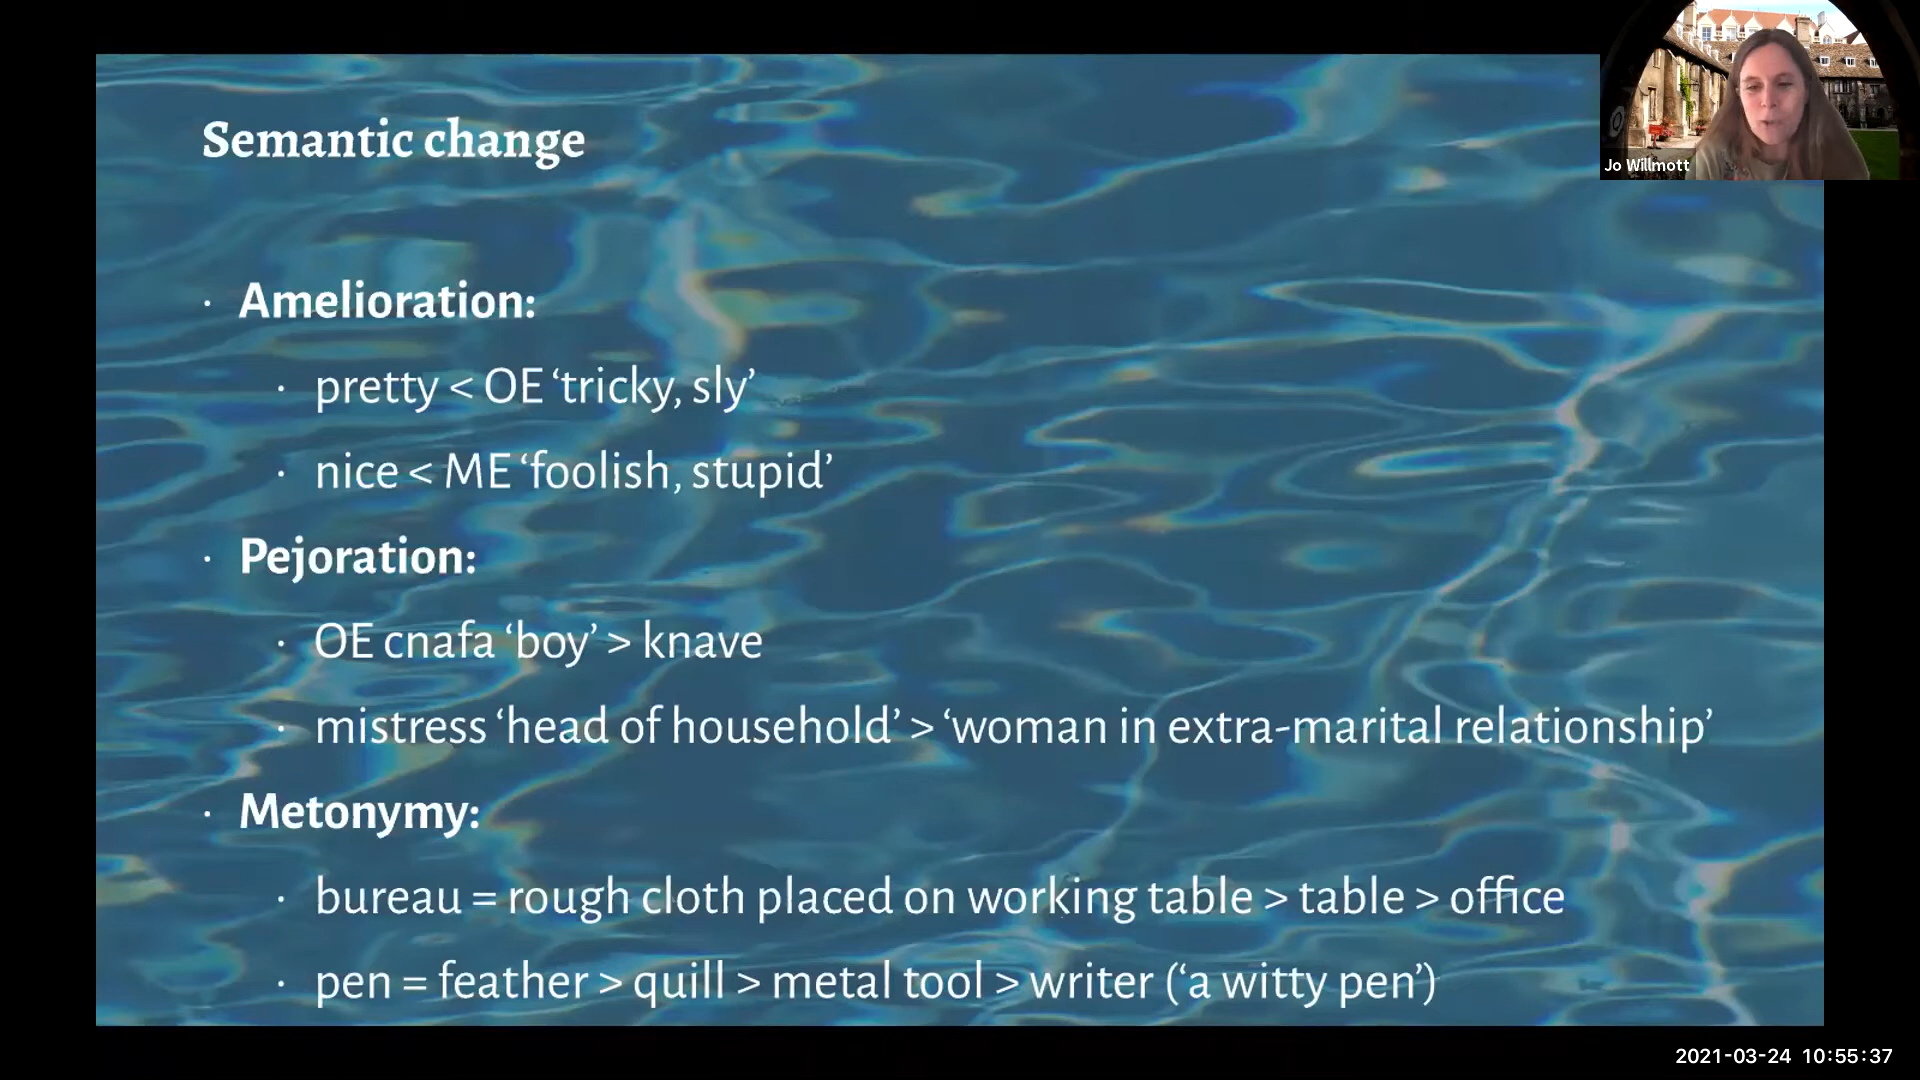 Semantic change
Jo Willmott
· Amelioration:
· pretty < OE ‘tricky, sly’
· nice < ME ‘foolish, stupid’
· Pejoration:
· OE cnafa ‘boy’ > knave
· mistress ‘head of household’ > ‘woman in extra-marital relationship’
· Metonymy:
· bureau = rough cloth placed on working table > table > office
· pen = feather > quill > metal tool > writer (‘a witty pen’)
2021-03-24 10:55:37